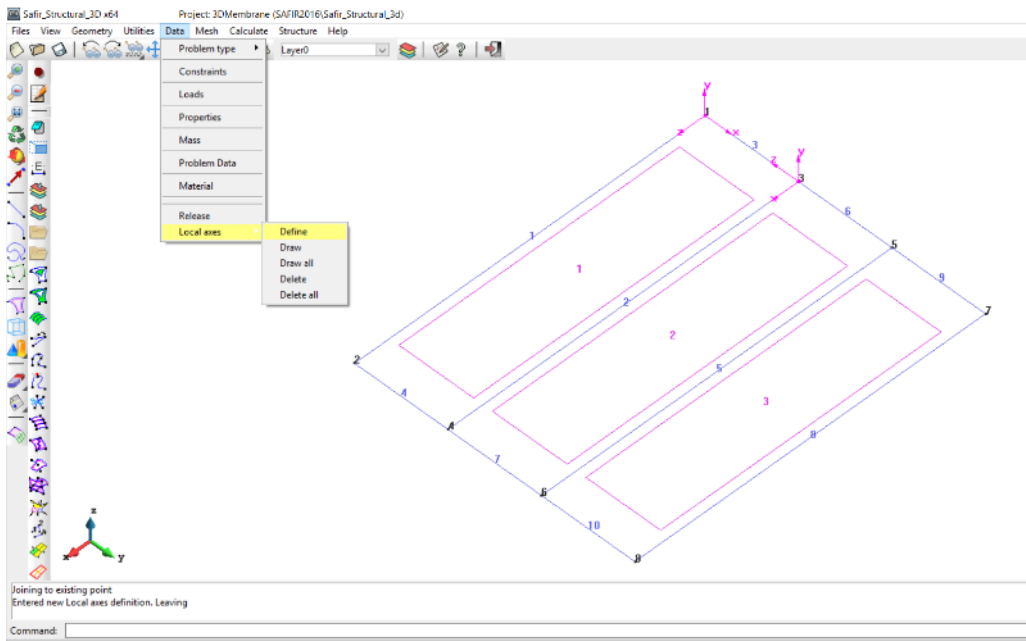 Safir_Structural_3D x64 Project: 3DMembrane (SAFIR2016\Safir_Structural_3d)
Files View Geometry Utilities Data Mesh Calculate Structure Help
Layer0
Problem type
Constraints
Loads
Properties
Mass
Problem Data
Material
Release
Local axes
Define
Draw
Draw all
Delete
Delete all
y
1
z x
3
y
z
3
x
6
5
1
1
9
2
7
2
2
5
4
3
4
8
7
6
10
8
z
x y
Joining to existing point
Entered new Local axes definition. Leaving
Command: